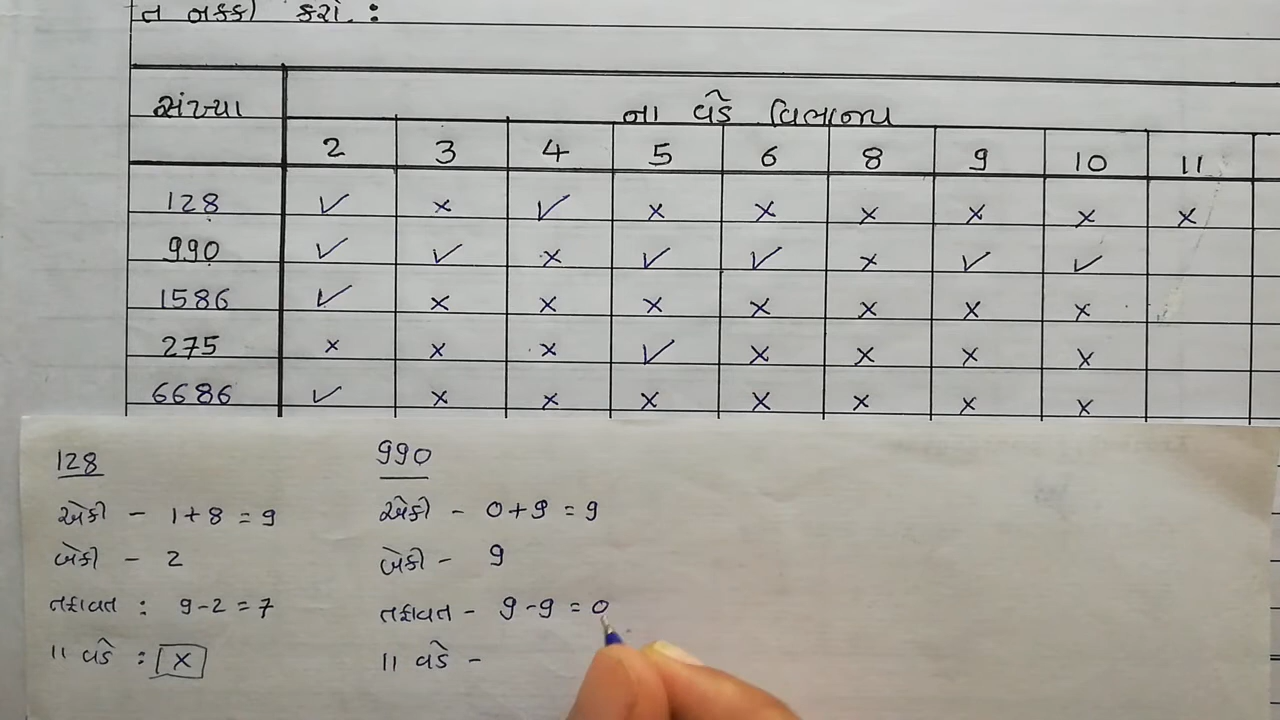 તે નક્કી કરો :
સંખ્યા ના વડે વિભાજ્ય
2 3 4 5 6 8 9 10 11
128 ✓ × ✓ × × × × × ×
990 ✓ ✓ × ✓ ✓ × ✓ ✓
1586 ✓ × × × × × × ×
275 × × × ✓ × × × ×
6686 ✓ × × × × × × ×
128
એકી - 1+8=9
બેકી - 2
તફાવત : 9-2=7
11 વડે : ×
990
એકી - 0+9=9
બેકી - 9
તફાવત - 9-9=0
11 વડે -